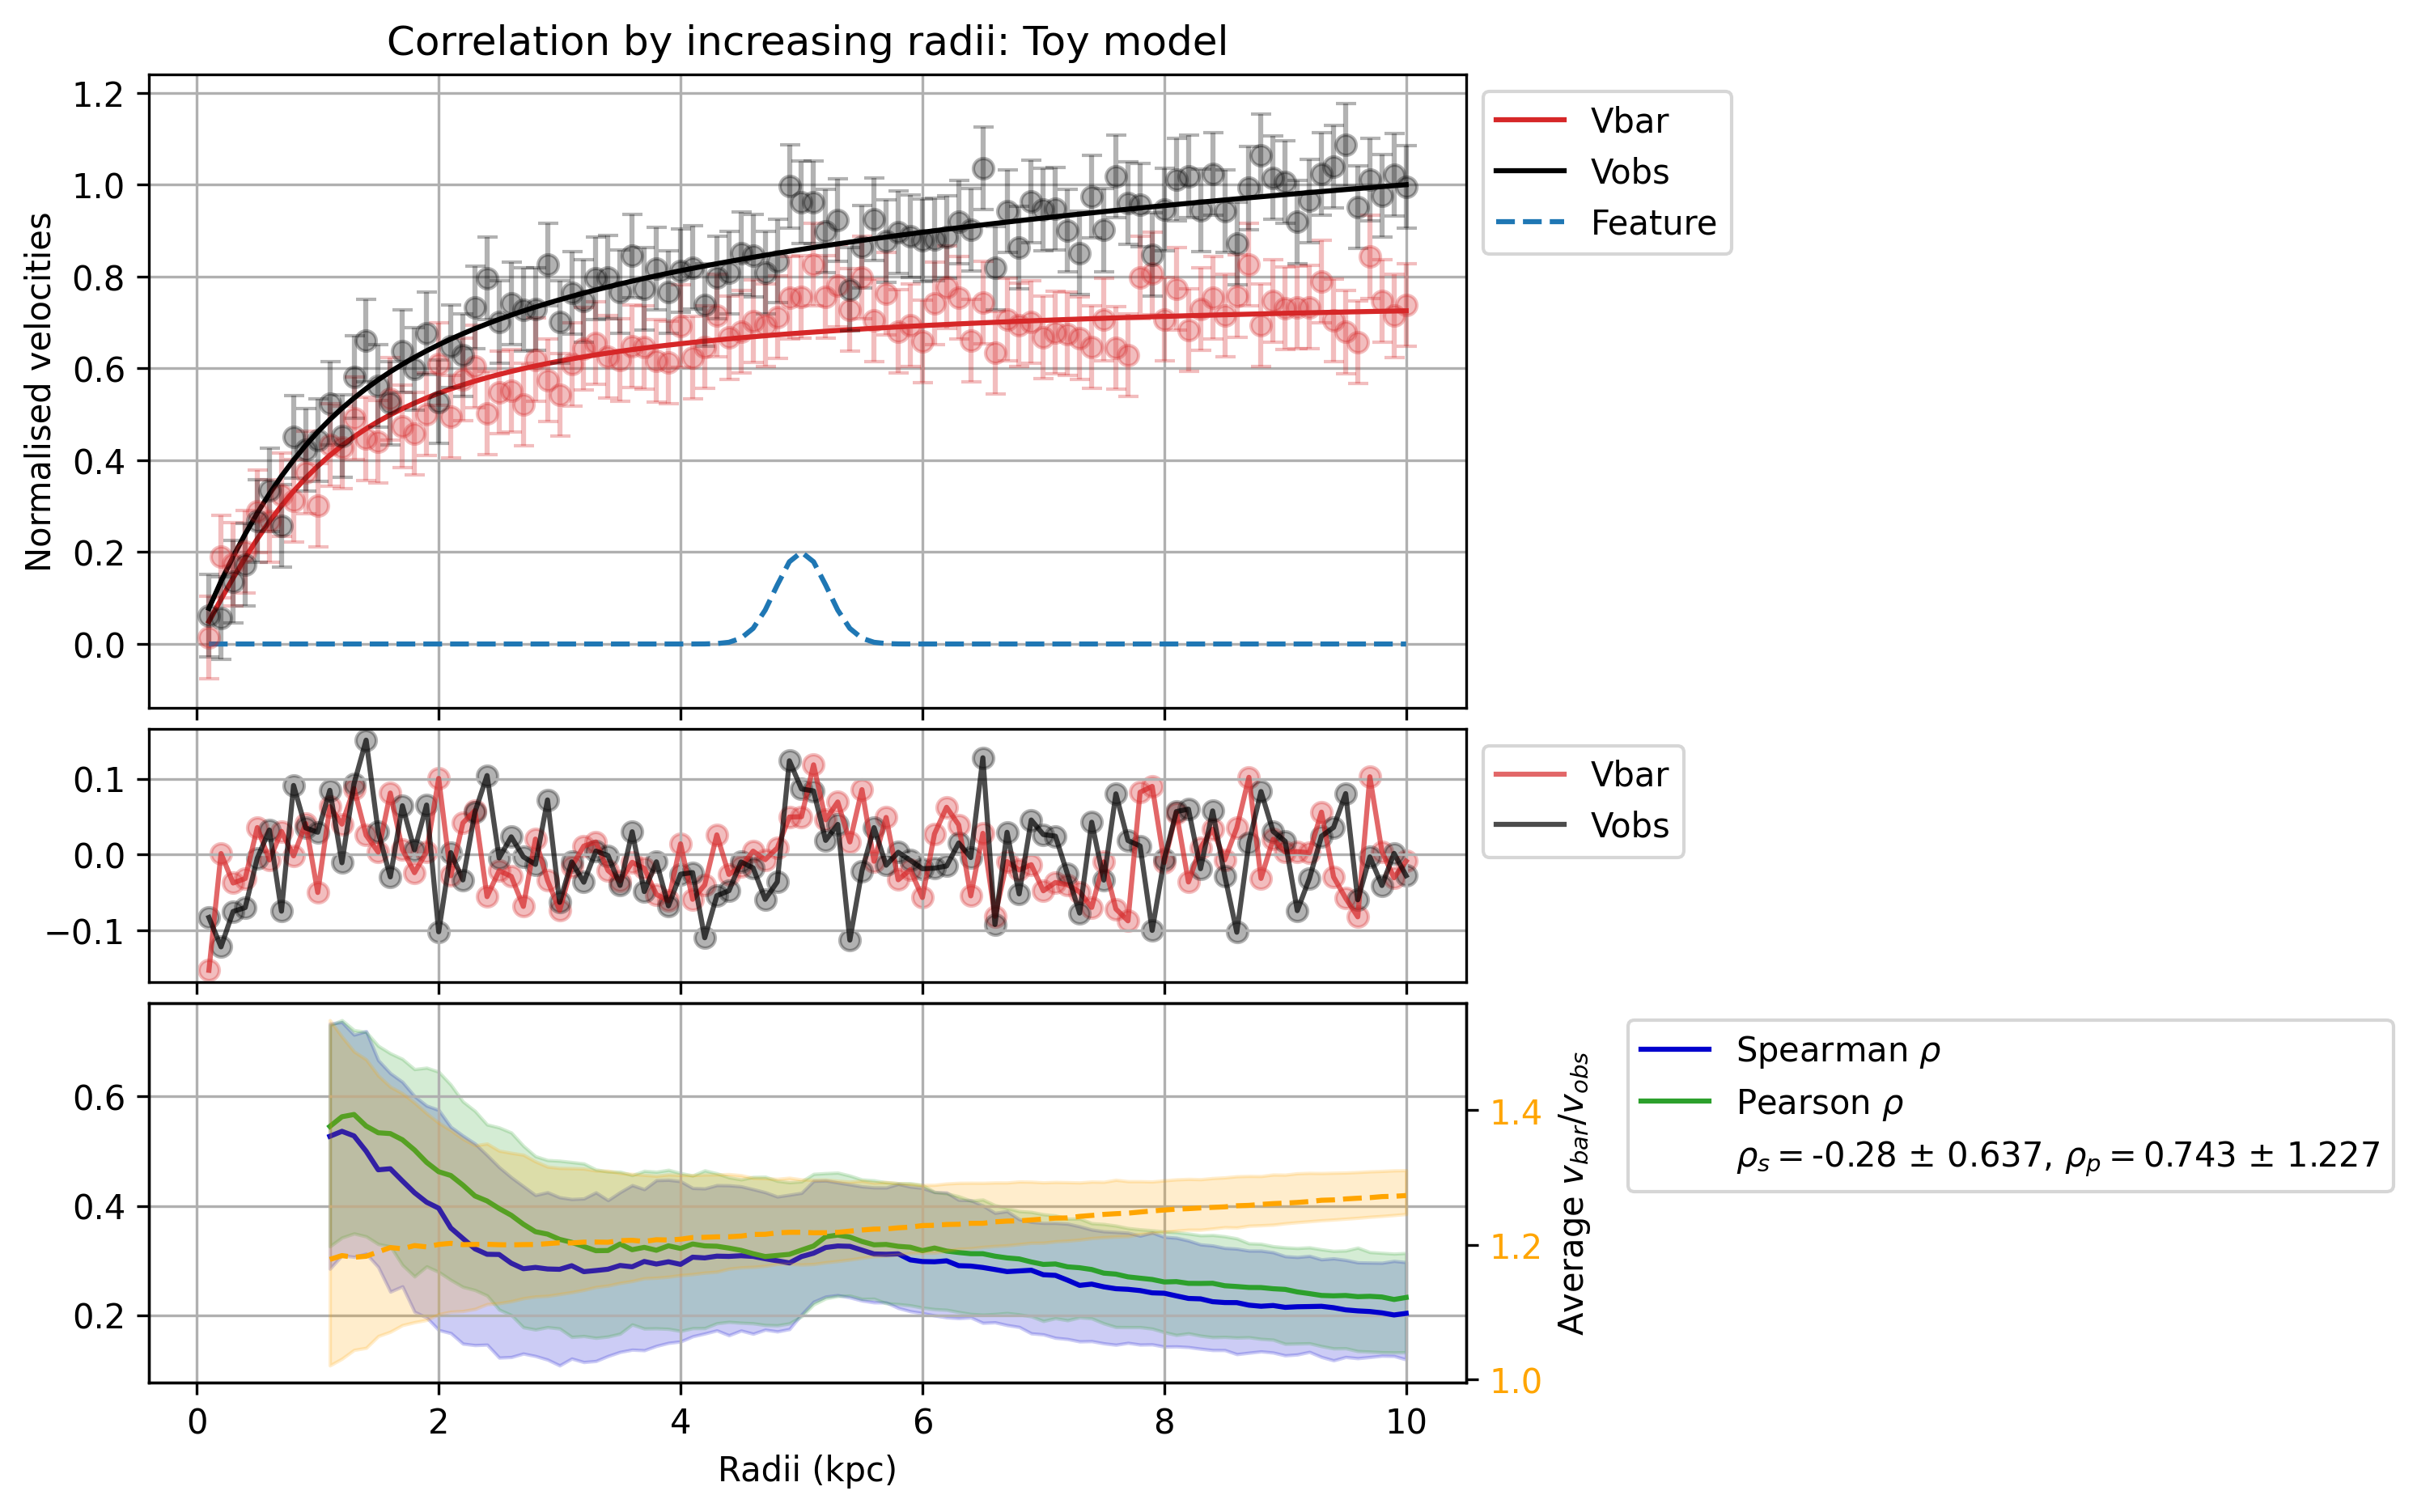 Correlation by increasing radii: Toy model
Normalised velocities
1.2
1.0
0.8
0.6
0.4
0.2
0.0
Vbar
Vobs
Feature
0.1
0.0
−0.1
Vbar
Vobs
0.6
0.4
0.2
1.4
1.2
1.0
Average v_bar/v_obs
Spearman ρ
Pearson ρ
ρ_s = -0.28 ± 0.637, ρ_p = 0.743 ± 1.227
0 2 4 6 8 10
Radii (kpc)